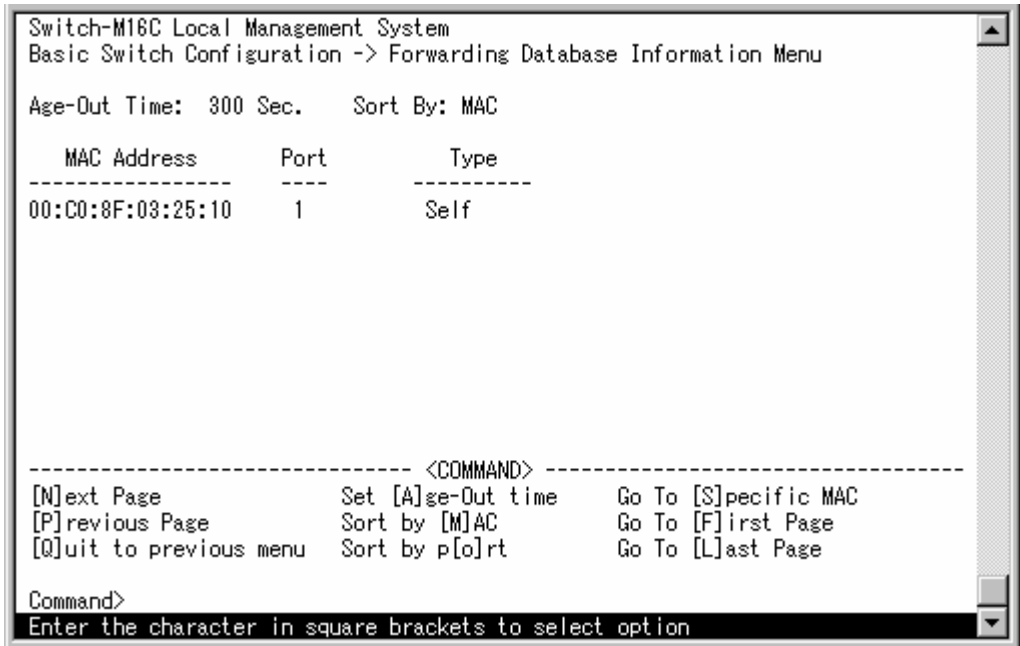 Switch-M16C Local Management System
Basic Switch Configuration -> Forwarding Database Information Menu
Age-Out Time:  300 Sec.    Sort By: MAC
MAC Address    Port    Type
-----------------    ----    ----------
00:C0:8F:03:25:10    1    Self
-------------------------------- <COMMAND> -----------------------------------
[N]ext Page    Set [A]ge-Out time    Go To [S]pecific MAC
[P]revious Page    Sort by [M]AC    Go To [F]irst Page
[Q]uit to previous menu    Sort by p[o]rt    Go To [L]ast Page
Command>
Enter the character in square brackets to select option